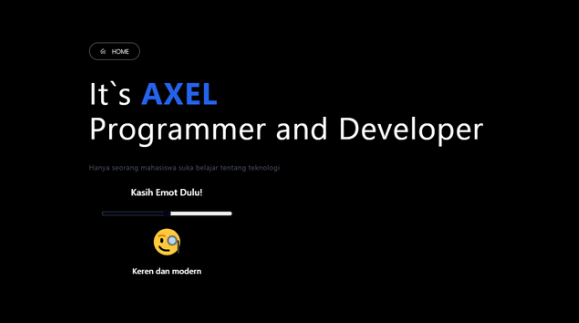 HOME
It`s AXEL
Programmer and Developer
Hanya seorang mahasiswa suka belajar tentang teknologi
Kasih Emot Dulu!
Keren dan modern